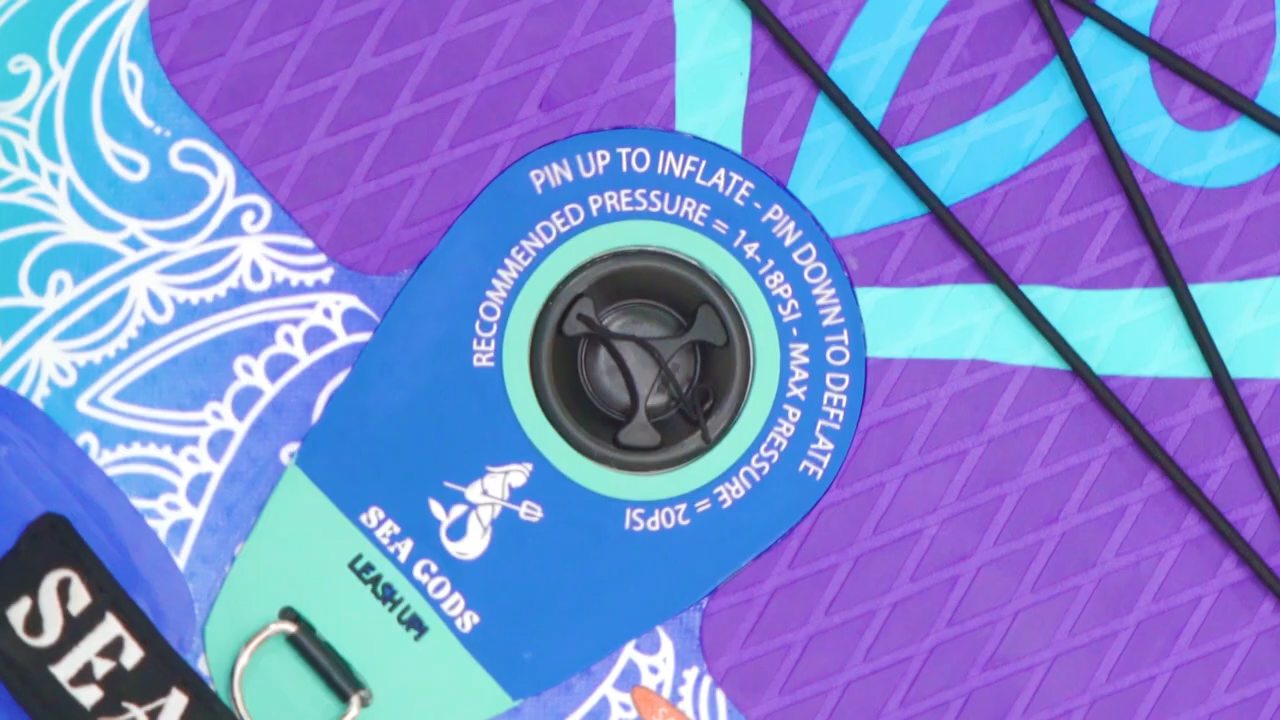 PIN UP TO INFLATE - PIN DOWN TO DEFLATE
RECOMMENDED PRESSURE = 14-18PSI - MAX PRESSURE = 20PSI
SEA GODS
LEASH UP!
SEA